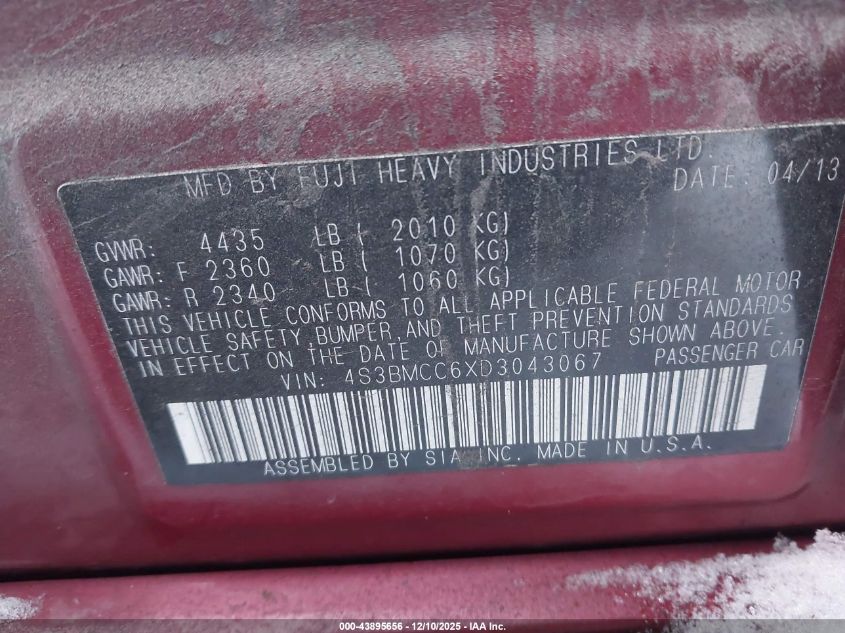 MFD BY FUJI HEAVY INDUSTRIES LTD.
DATE: 04/13
GVWR: 4435 LB ( 2010 KG)
GAWR: F 2360 LB ( 1070 KG)
GAWR: R 2340 LB ( 1060 KG)
THIS VEHICLE CONFORMS TO ALL APPLICABLE FEDERAL MOTOR
VEHICLE SAFETY, BUMPER, AND THEFT PREVENTION STANDARDS
IN EFFECT ON THE DATE OF MANUFACTURE SHOWN ABOVE.
VIN: 4S3BMCC6XD3043067 PASSENGER CAR
ASSEMBLED BY SIA INC. MADE IN U.S.A.
000-43895656 — 12/10/2025 — IAA Inc.